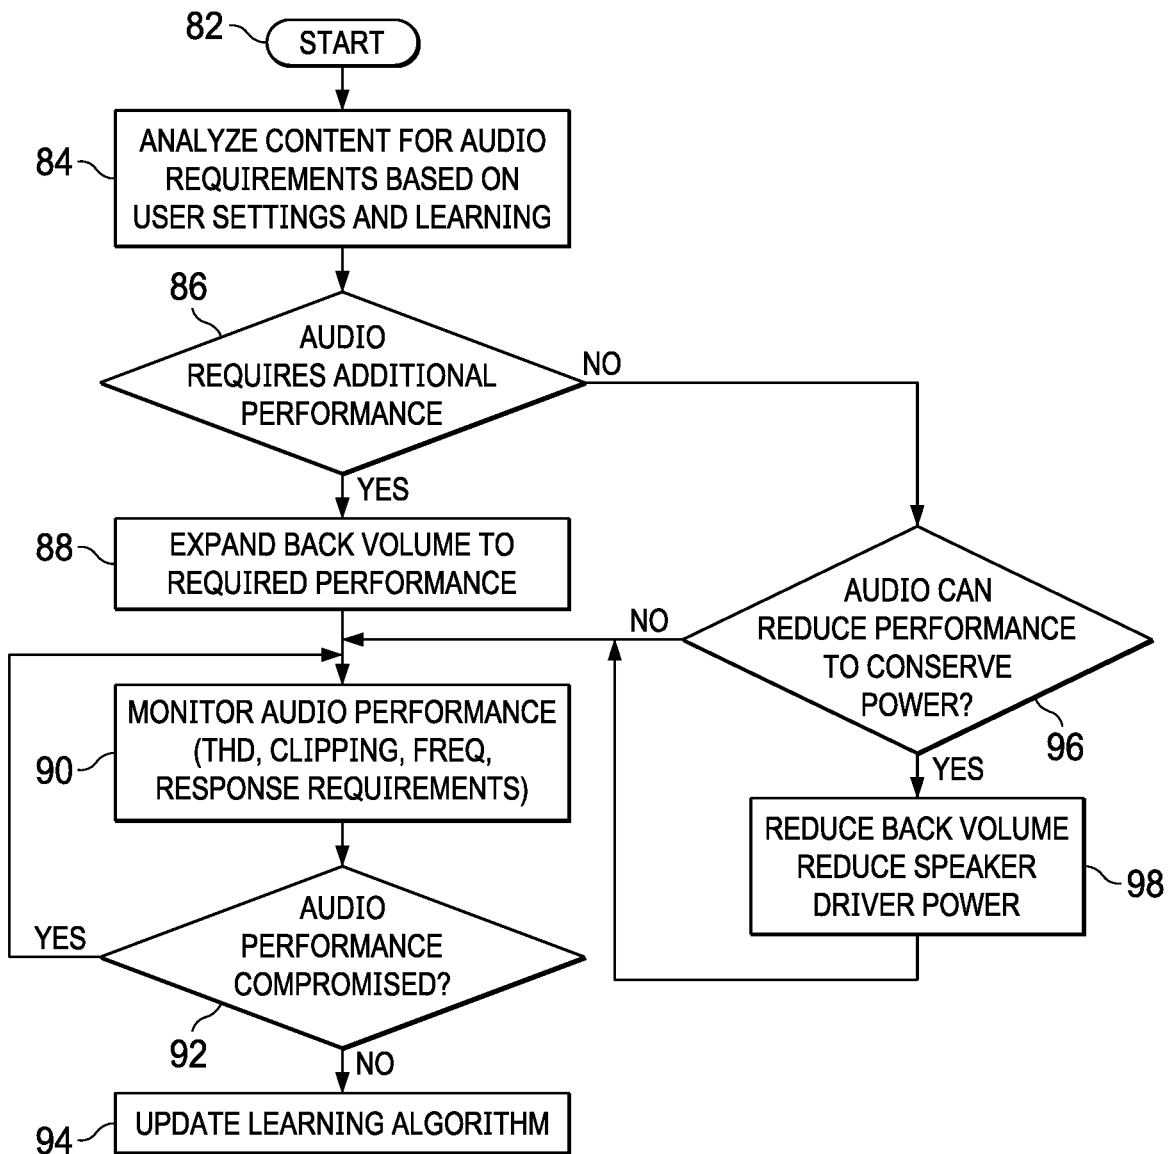 82
START
84
ANALYZE CONTENT FOR AUDIO
REQUIREMENTS BASED ON
USER SETTINGS AND LEARNING
86
AUDIO
REQUIRES ADDITIONAL
PERFORMANCE
NO
YES
88
EXPAND BACK VOLUME TO
REQUIRED PERFORMANCE
AUDIO CAN
REDUCE PERFORMANCE
TO CONSERVE
POWER?
NO
96
YES
90
MONITOR AUDIO PERFORMANCE
(THD, CLIPPING, FREQ,
RESPONSE REQUIREMENTS)
REDUCE BACK VOLUME
REDUCE SPEAKER
DRIVER POWER
98
AUDIO
PERFORMANCE
COMPROMISED?
YES
92
NO
94
UPDATE LEARNING ALGORITHM